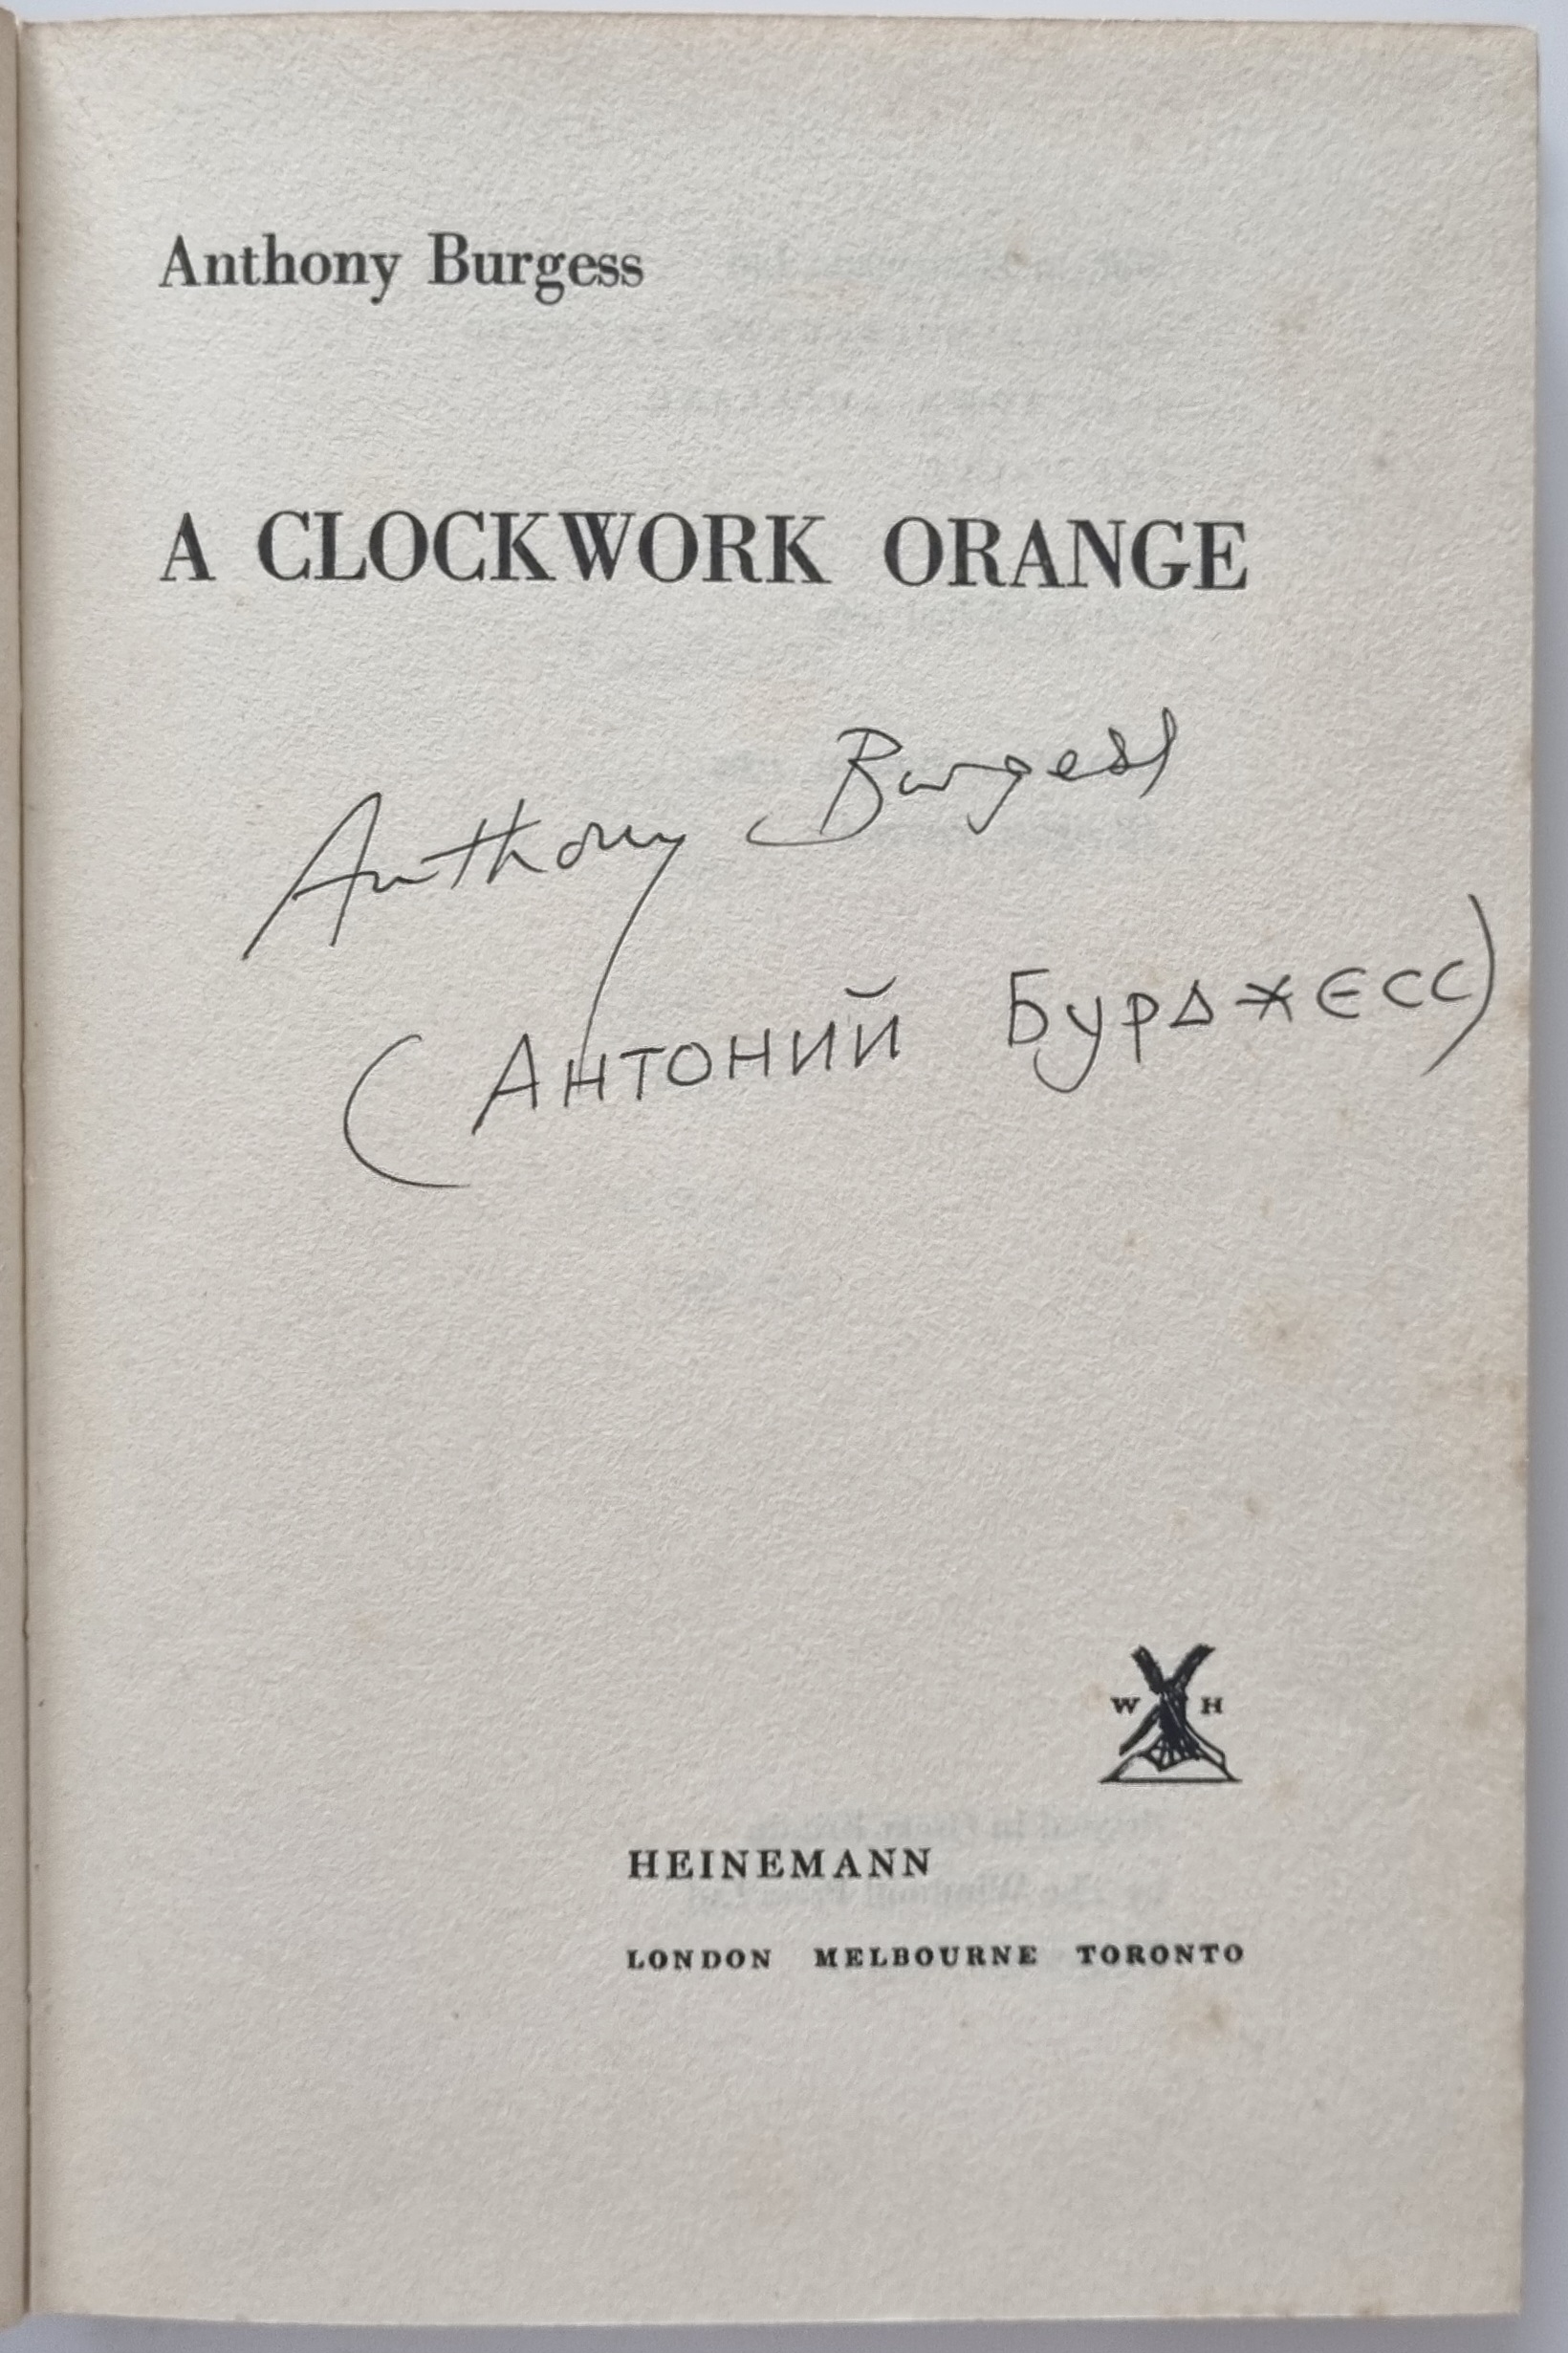 Anthony Burgess
A CLOCKWORK ORANGE
Anthony Burgess
(Антоний Бурджесс)
W H
HEINEMANN
LONDON MELBOURNE TORONTO